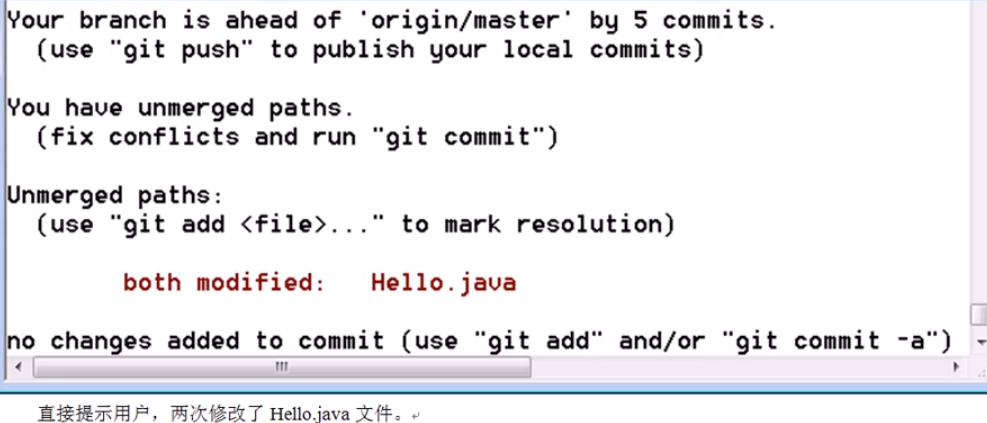 Your branch is ahead of 'origin/master' by 5 commits.
(use "git push" to publish your local commits)
You have unmerged paths.
(fix conflicts and run "git commit")
Unmerged paths:
(use "git add <file>..." to mark resolution)
both modified: Hello.java
no changes added to commit (use "git add" and/or "git commit -a")
直接提示用户，两次修改了 Hello.java 文件。